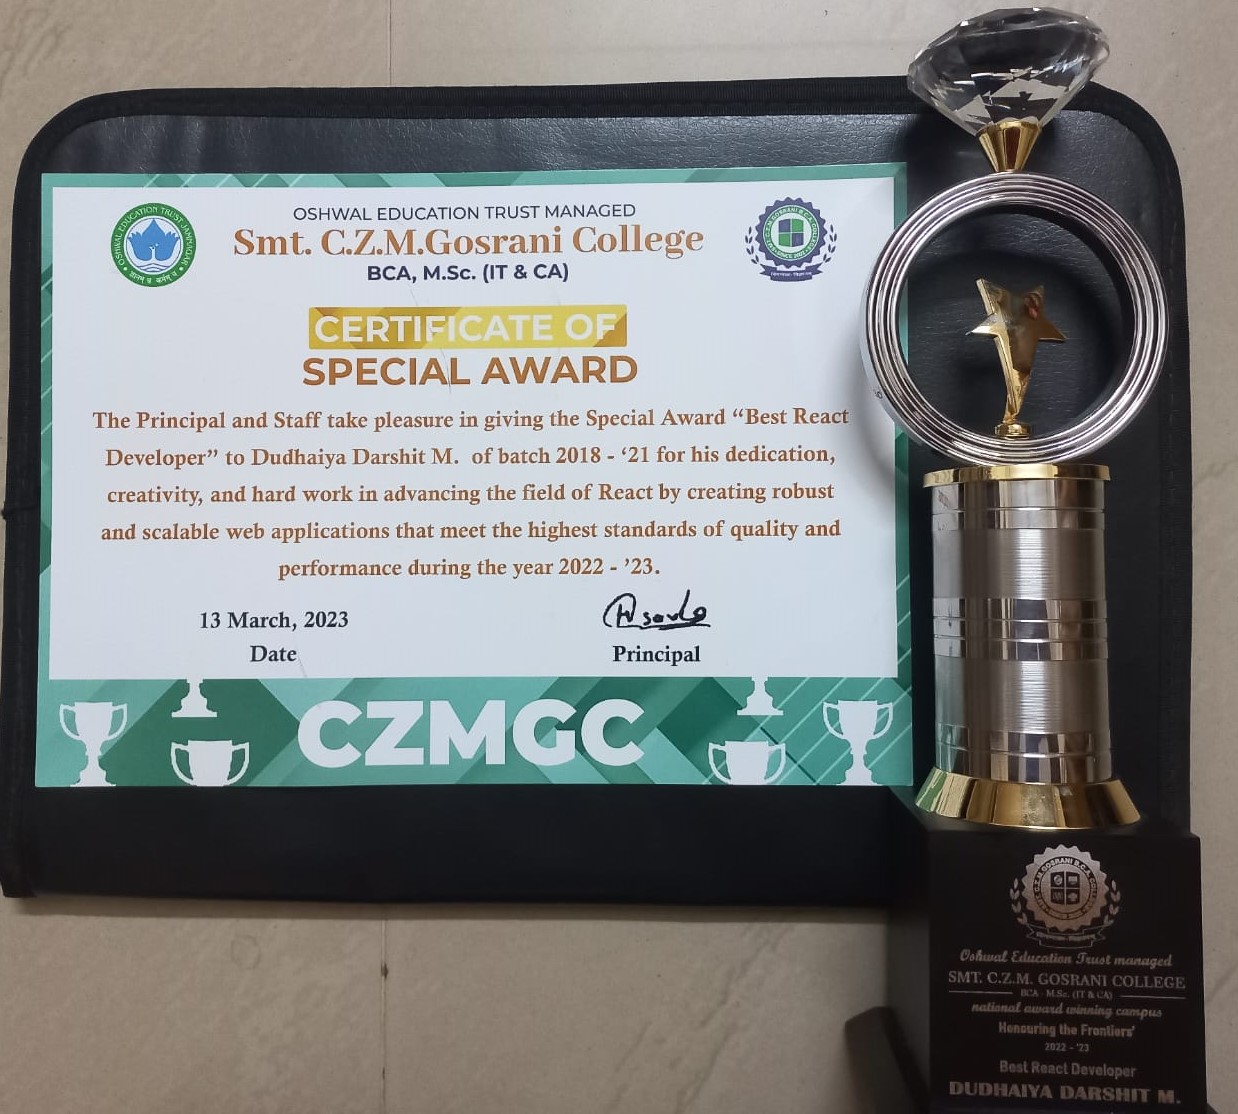 OSHWAL EDUCATION TRUST MANAGED
Smt. C.Z.M.Gosrani College
BCA, M.Sc. (IT & CA)
OSHWAL EDUCATION TRUST JAMNAGAR
CERTIFICATE OF
SPECIAL AWARD
The Principal and Staff take pleasure in giving the Special Award “Best React
Developer” to Dudhaiya Darshit M. of batch 2018 - ‘21 for his dedication,
creativity, and hard work in advancing the field of React by creating robust
and scalable web applications that meet the highest standards of quality and
performance during the year 2022 - ’23.
13 March, 2023
Date
Principal
CZMGC
Oshwal Education Trust managed
SMT. C.Z.M. GOSRANI COLLEGE
BCA - M.Sc. (IT & CA)
national award winning campus
Honouring the Frontiers'
2022 - '23
Best React Developer
DUDHAIYA DARSHIT M.